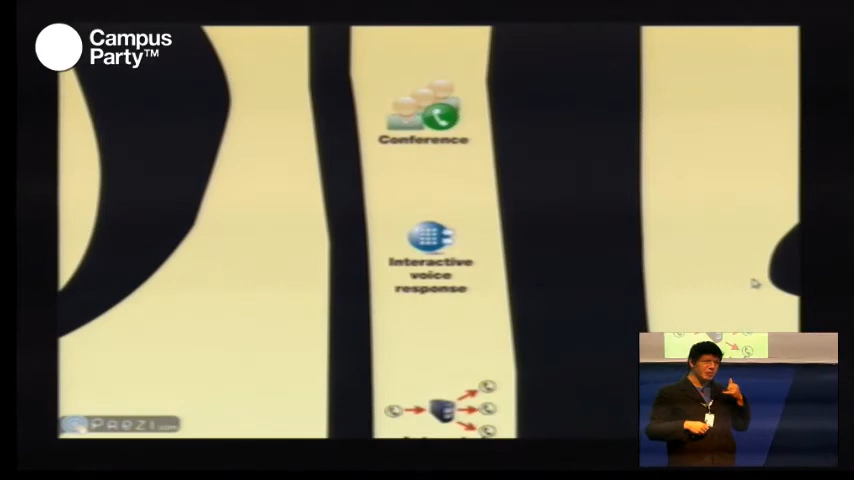 Campus
Party™
Conference
Interactive
voice
response
PREZI.com